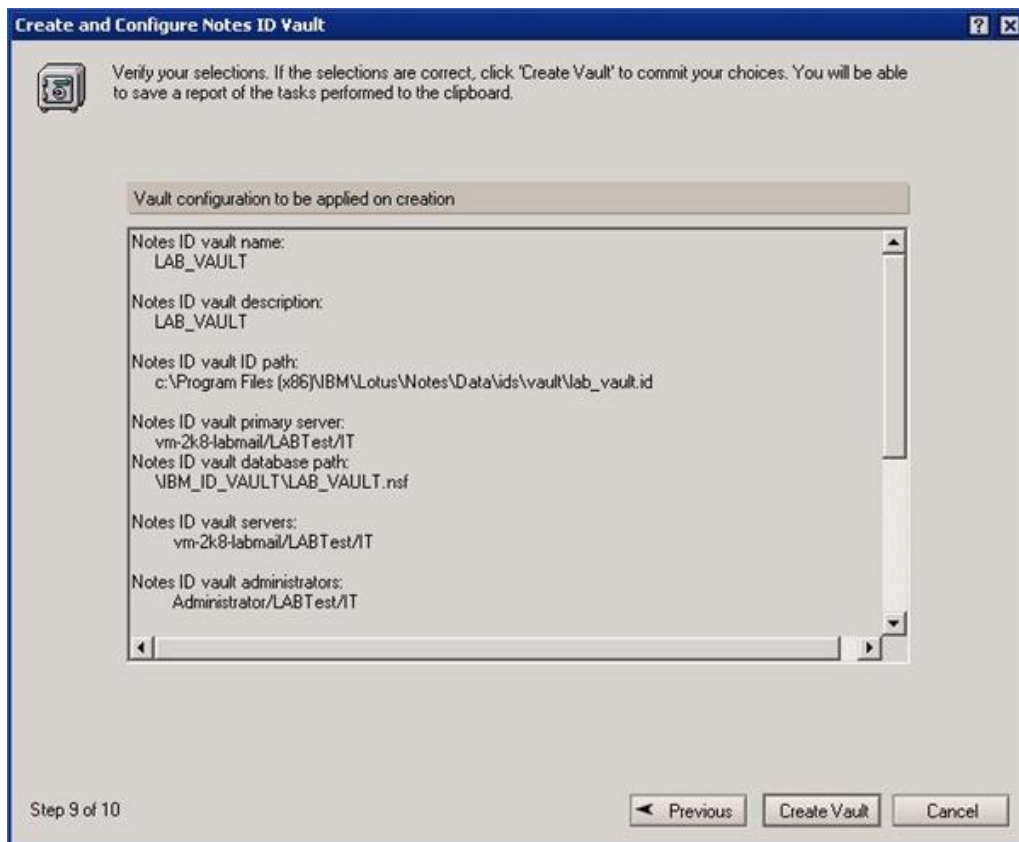 Create and Configure Notes ID Vault
Verify your selections. If the selections are correct, click 'Create Vault' to commit your choices. You will be able
to save a report of the tasks performed to the clipboard.
Vault configuration to be applied on creation
Notes ID vault name:
LAB_VAULT
Notes ID vault description:
LAB_VAULT
Notes ID vault ID path:
c:\Program Files (x86)\IBM\Lotus\Notes\Data\ids\vault\lab_vault.id
Notes ID vault primary server:
vm-2k8-labmail/LABTest/IT
Notes ID vault database path:
\IBM_ID_VAULT\LAB_VAULT.nsf
Notes ID vault servers:
vm-2k8-labmail/LABTest/IT
Notes ID vault administrators:
Administrator/LABTest/IT
Step 9 of 10
Previous
Create Vault
Cancel